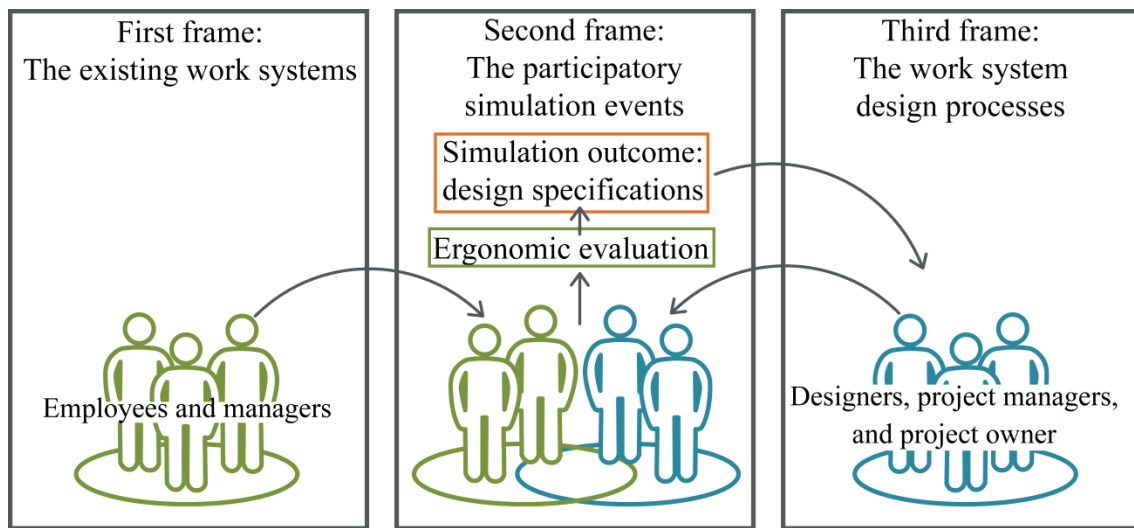 First frame:
The existing work systems
Employees and managers
Second frame:
The participatory
simulation events
Simulation outcome:
design specifications
Ergonomic evaluation
Third frame:
The work system
design processes
Designers, project managers,
and project owner